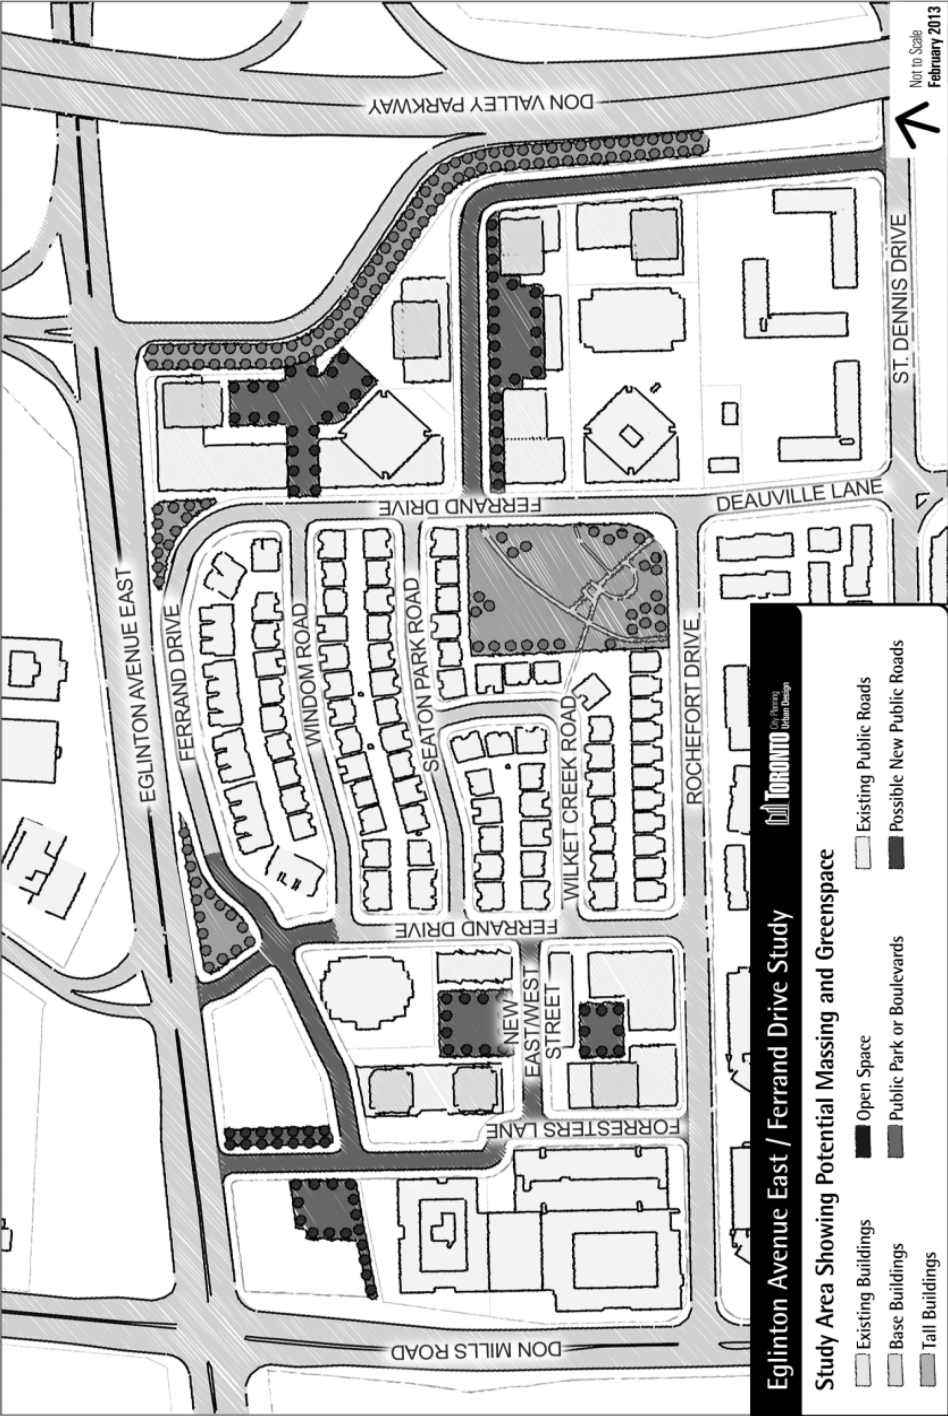 Not to Scale
February 2013
DON VALLEY PARKWAY
ST. DENNIS DRIVE
DEAUVILLE LANE
FERRAND DRIVE
FERRAND DRIVE
EGLINTON AVENUE EAST
FERRAND DRIVE
WINDOM ROAD
SEATON PARK ROAD
WILKET CREEK ROAD
ROCHEFORT DRIVE
FERRAND DRIVE
NEW
EAST/WEST
STREET
FORRESTERS LANE
DON MILLS ROAD
Eglinton Avenue East / Ferrand Drive Study
TORONTO City Planning
Urban Design
Study Area Showing Potential Massing and Greenspace
Existing Buildings
Base Buildings
Tall Buildings
Open Space
Public Park or Boulevards
Existing Public Roads
Possible New Public Roads